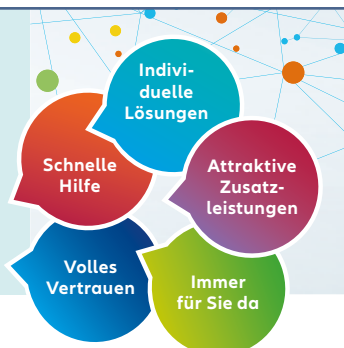 Indivi-
duelle
Lösungen
Schnelle
Hilfe
Attraktive
Zusatz-
leistungen
Volles
Vertrauen
Immer
für Sie da